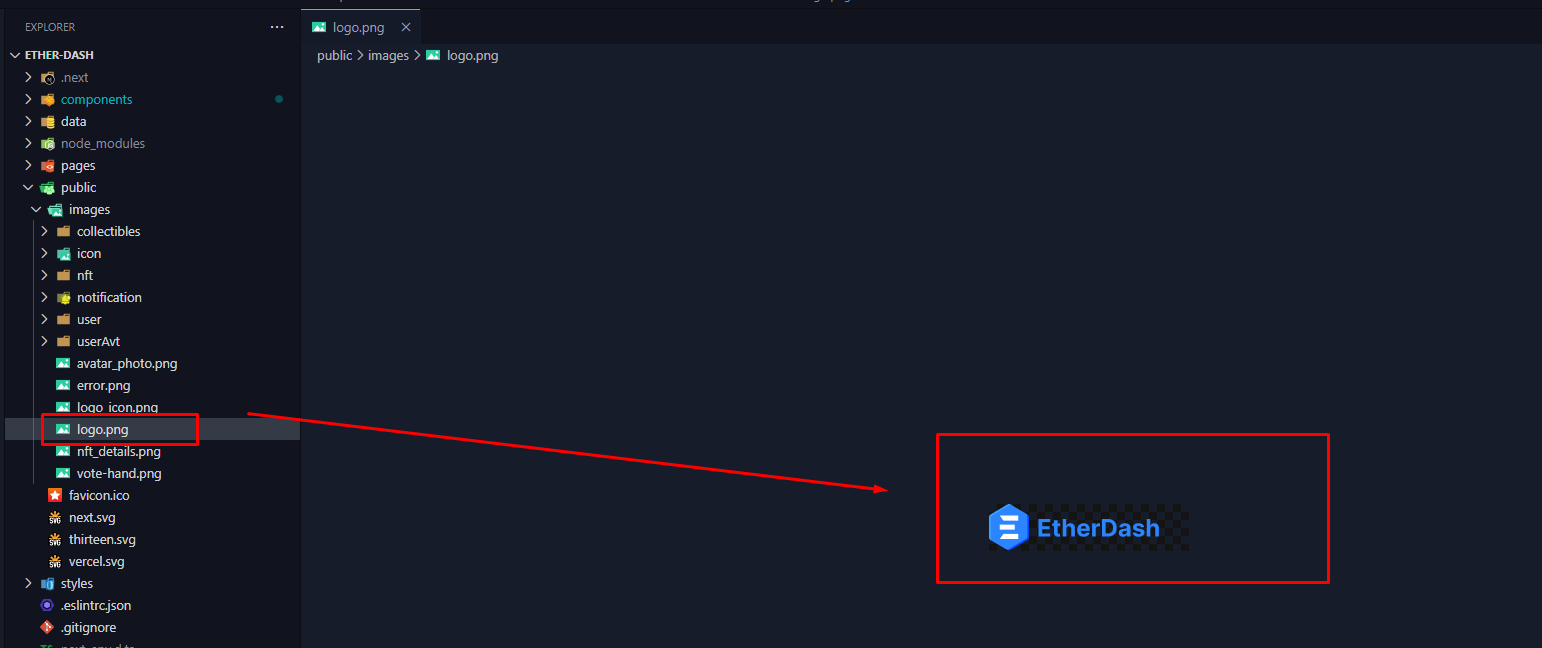 EXPLORER
ETHER-DASH
.next
components
data
node_modules
pages
public
images
collectibles
icon
nft
notification
user
userAvt
avatar_photo.png
error.png
logo_icon.png
logo.png
nft_details.png
vote-hand.png
favicon.ico
next.svg
thirteen.svg
vercel.svg
styles
.eslintrc.json
.gitignore
logo.png
public > images > logo.png
EtherDash